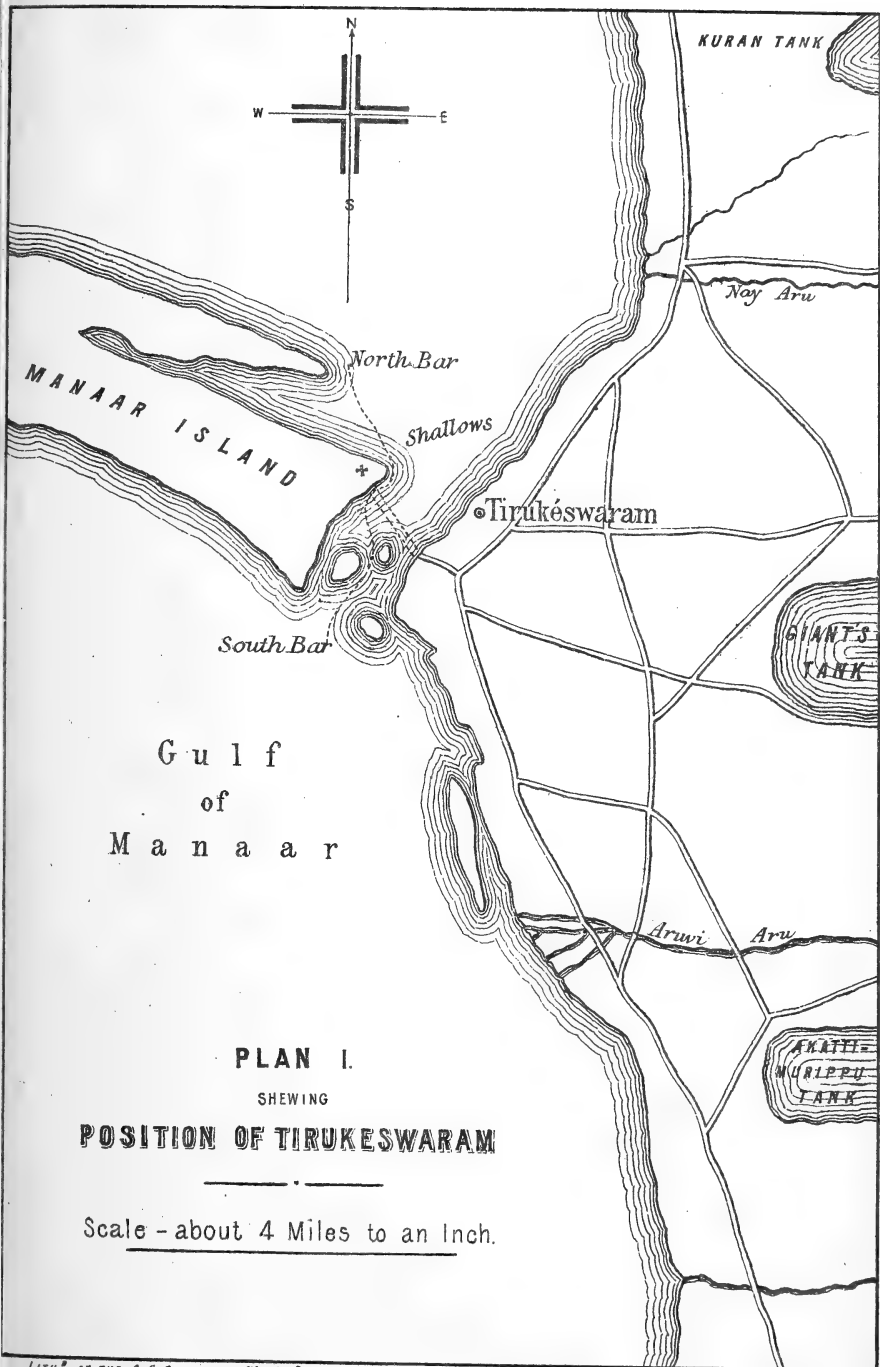 N
KURAN TANK
W
E
S
Nay Aru
North Bar
MANAAR ISLAND
Shallows
Tirukéswaram
GIANT'S
TANK
South Bar
Gulf
of
Manaar
Aruvi Aru
PLAN I.
SHEWING
POSITION OF TIRUKESWARAM
AKATTI=
MURIPPU
TANK
Scale - about 4 Miles to an Inch.